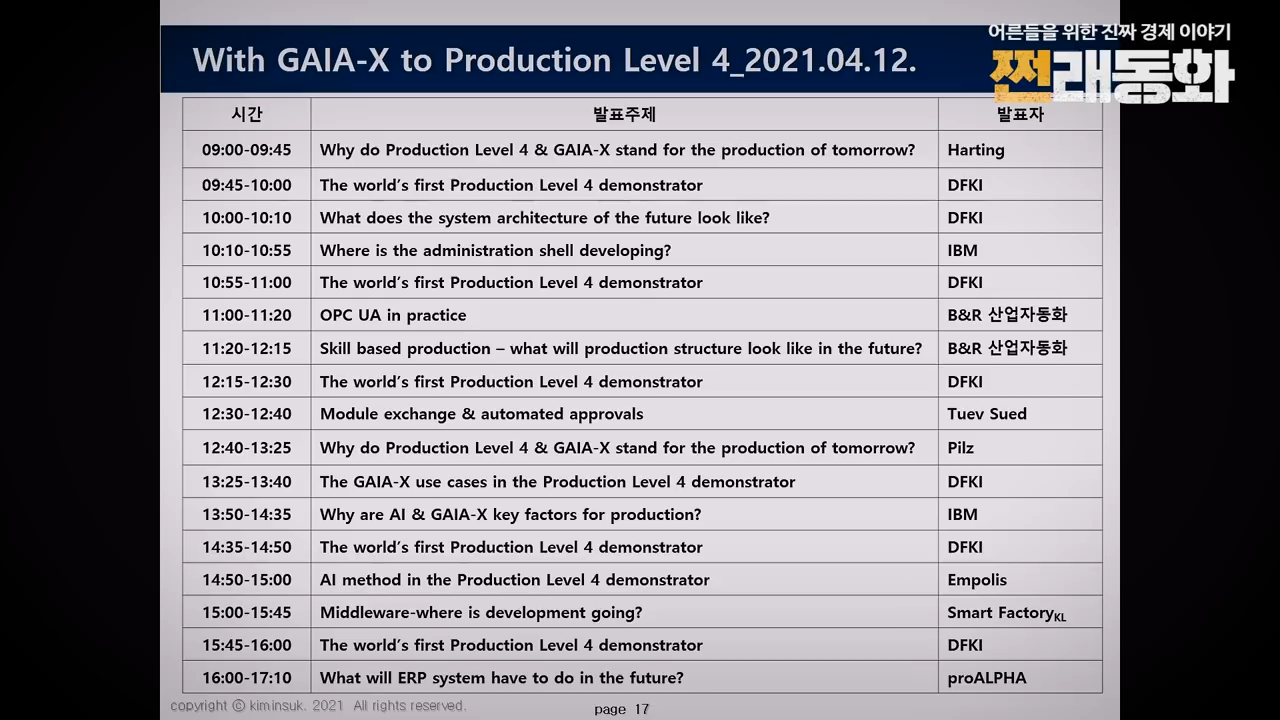 어른들을 위한 진짜 경제 이야기
쩐래동화
With GAIA-X to Production Level 4_2021.04.12.
시간 발표주제 발표자
09:00-09:45 Why do Production Level 4 & GAIA-X stand for the production of tomorrow? Harting
09:45-10:00 The world's first Production Level 4 demonstrator DFKI
10:00-10:10 What does the system architecture of the future look like? DFKI
10:10-10:55 Where is the administration shell developing? IBM
10:55-11:00 The world's first Production Level 4 demonstrator DFKI
11:00-11:20 OPC UA in practice B&R 산업자동화
11:20-12:15 Skill based production – what will production structure look like in the future? B&R 산업자동화
12:15-12:30 The world's first Production Level 4 demonstrator DFKI
12:30-12:40 Module exchange & automated approvals Tuev Sued
12:40-13:25 Why do Production Level 4 & GAIA-X stand for the production of tomorrow? Pilz
13:25-13:40 The GAIA-X use cases in the Production Level 4 demonstrator DFKI
13:50-14:35 Why are AI & GAIA-X key factors for production? IBM
14:35-14:50 The world's first Production Level 4 demonstrator DFKI
14:50-15:00 AI method in the Production Level 4 demonstrator Empolis
15:00-15:45 Middleware-where is development going? Smart FactoryKL
15:45-16:00 The world's first Production Level 4 demonstrator DFKI
16:00-17:10 What will ERP system have to do in the future? proALPHA
copyright ⓒ kiminsuk. 2021 All rights reserved. page 17